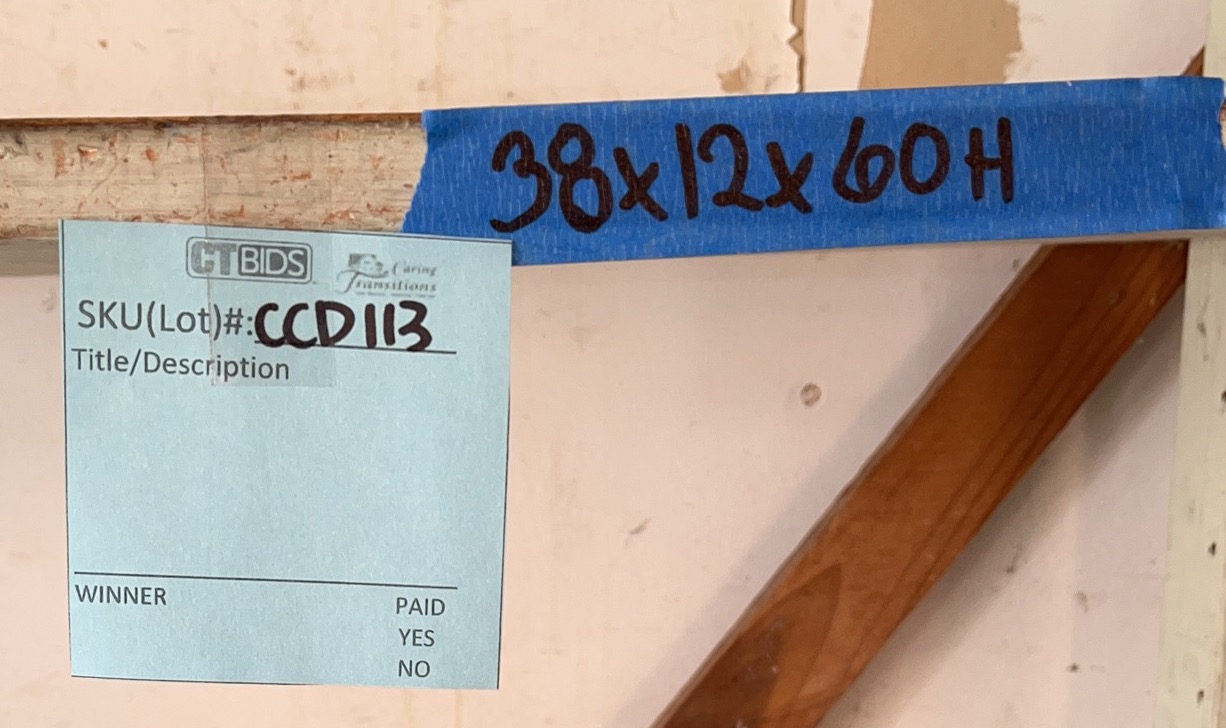 38x12x60H
CTBIDS
Caring
Transitions
SKU(Lot)#:CCD113
Title/Description
WINNER
PAID
YES
NO